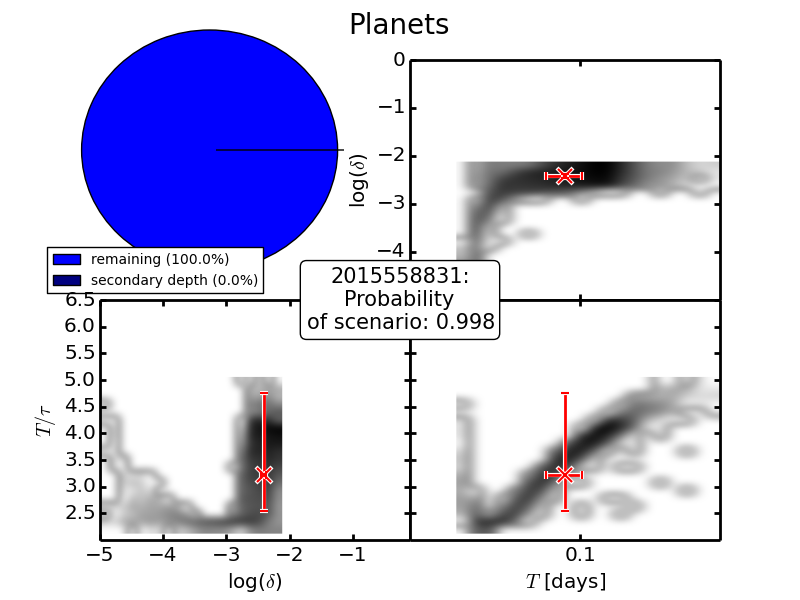 Planets
remaining (100.0%)
secondary depth (0.0%)
0
−1
−2
−3
−4
log(δ)
2015558831:
Probability
of scenario: 0.998
6.5
6.0
5.5
5.0
4.5
4.0
3.5
3.0
2.5
T/τ
−5 −4 −3 −2 −1
log(δ)
0.1
T [days]